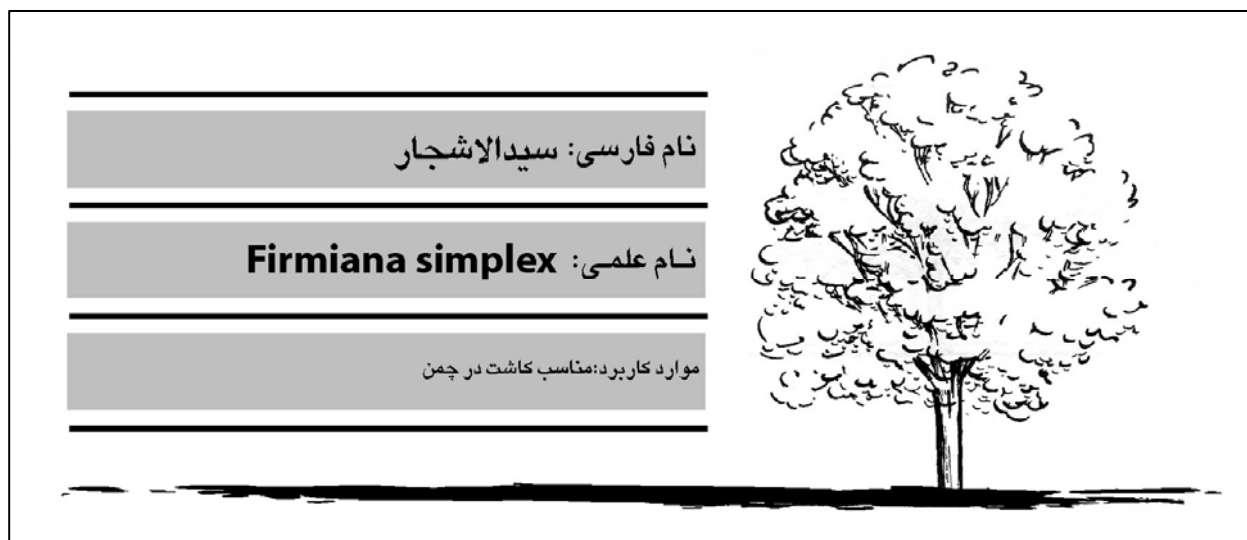 نام فارسی: سیدالاشجار
نـام علمـی: Firmiana simplex
موارد کاربرد:مناسب کاشت در چمن